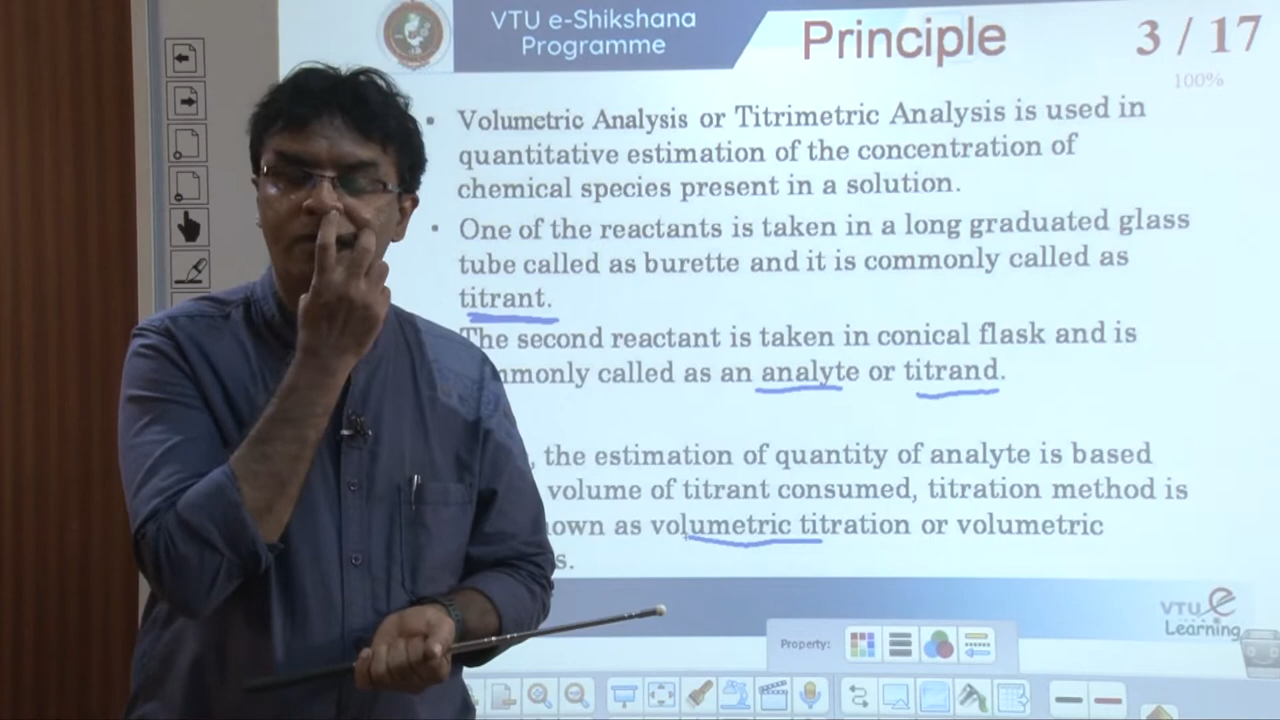 VTU e-Shikshana
Programme
Principle
3 / 17
100%
• Volumetric Analysis or Titrimetric Analysis is used in
quantitative estimation of the concentration of
chemical species present in a solution.
• One of the reactants is taken in a long graduated glass
tube called as burette and it is commonly called as
titrant.
The second reactant is taken in conical flask and is
mmonly called as an analyte or titrand.
, the estimation of quantity of analyte is based
volume of titrant consumed, titration method is
own as volumetric titration or volumetric
s.
VTU e
Learning
Property: